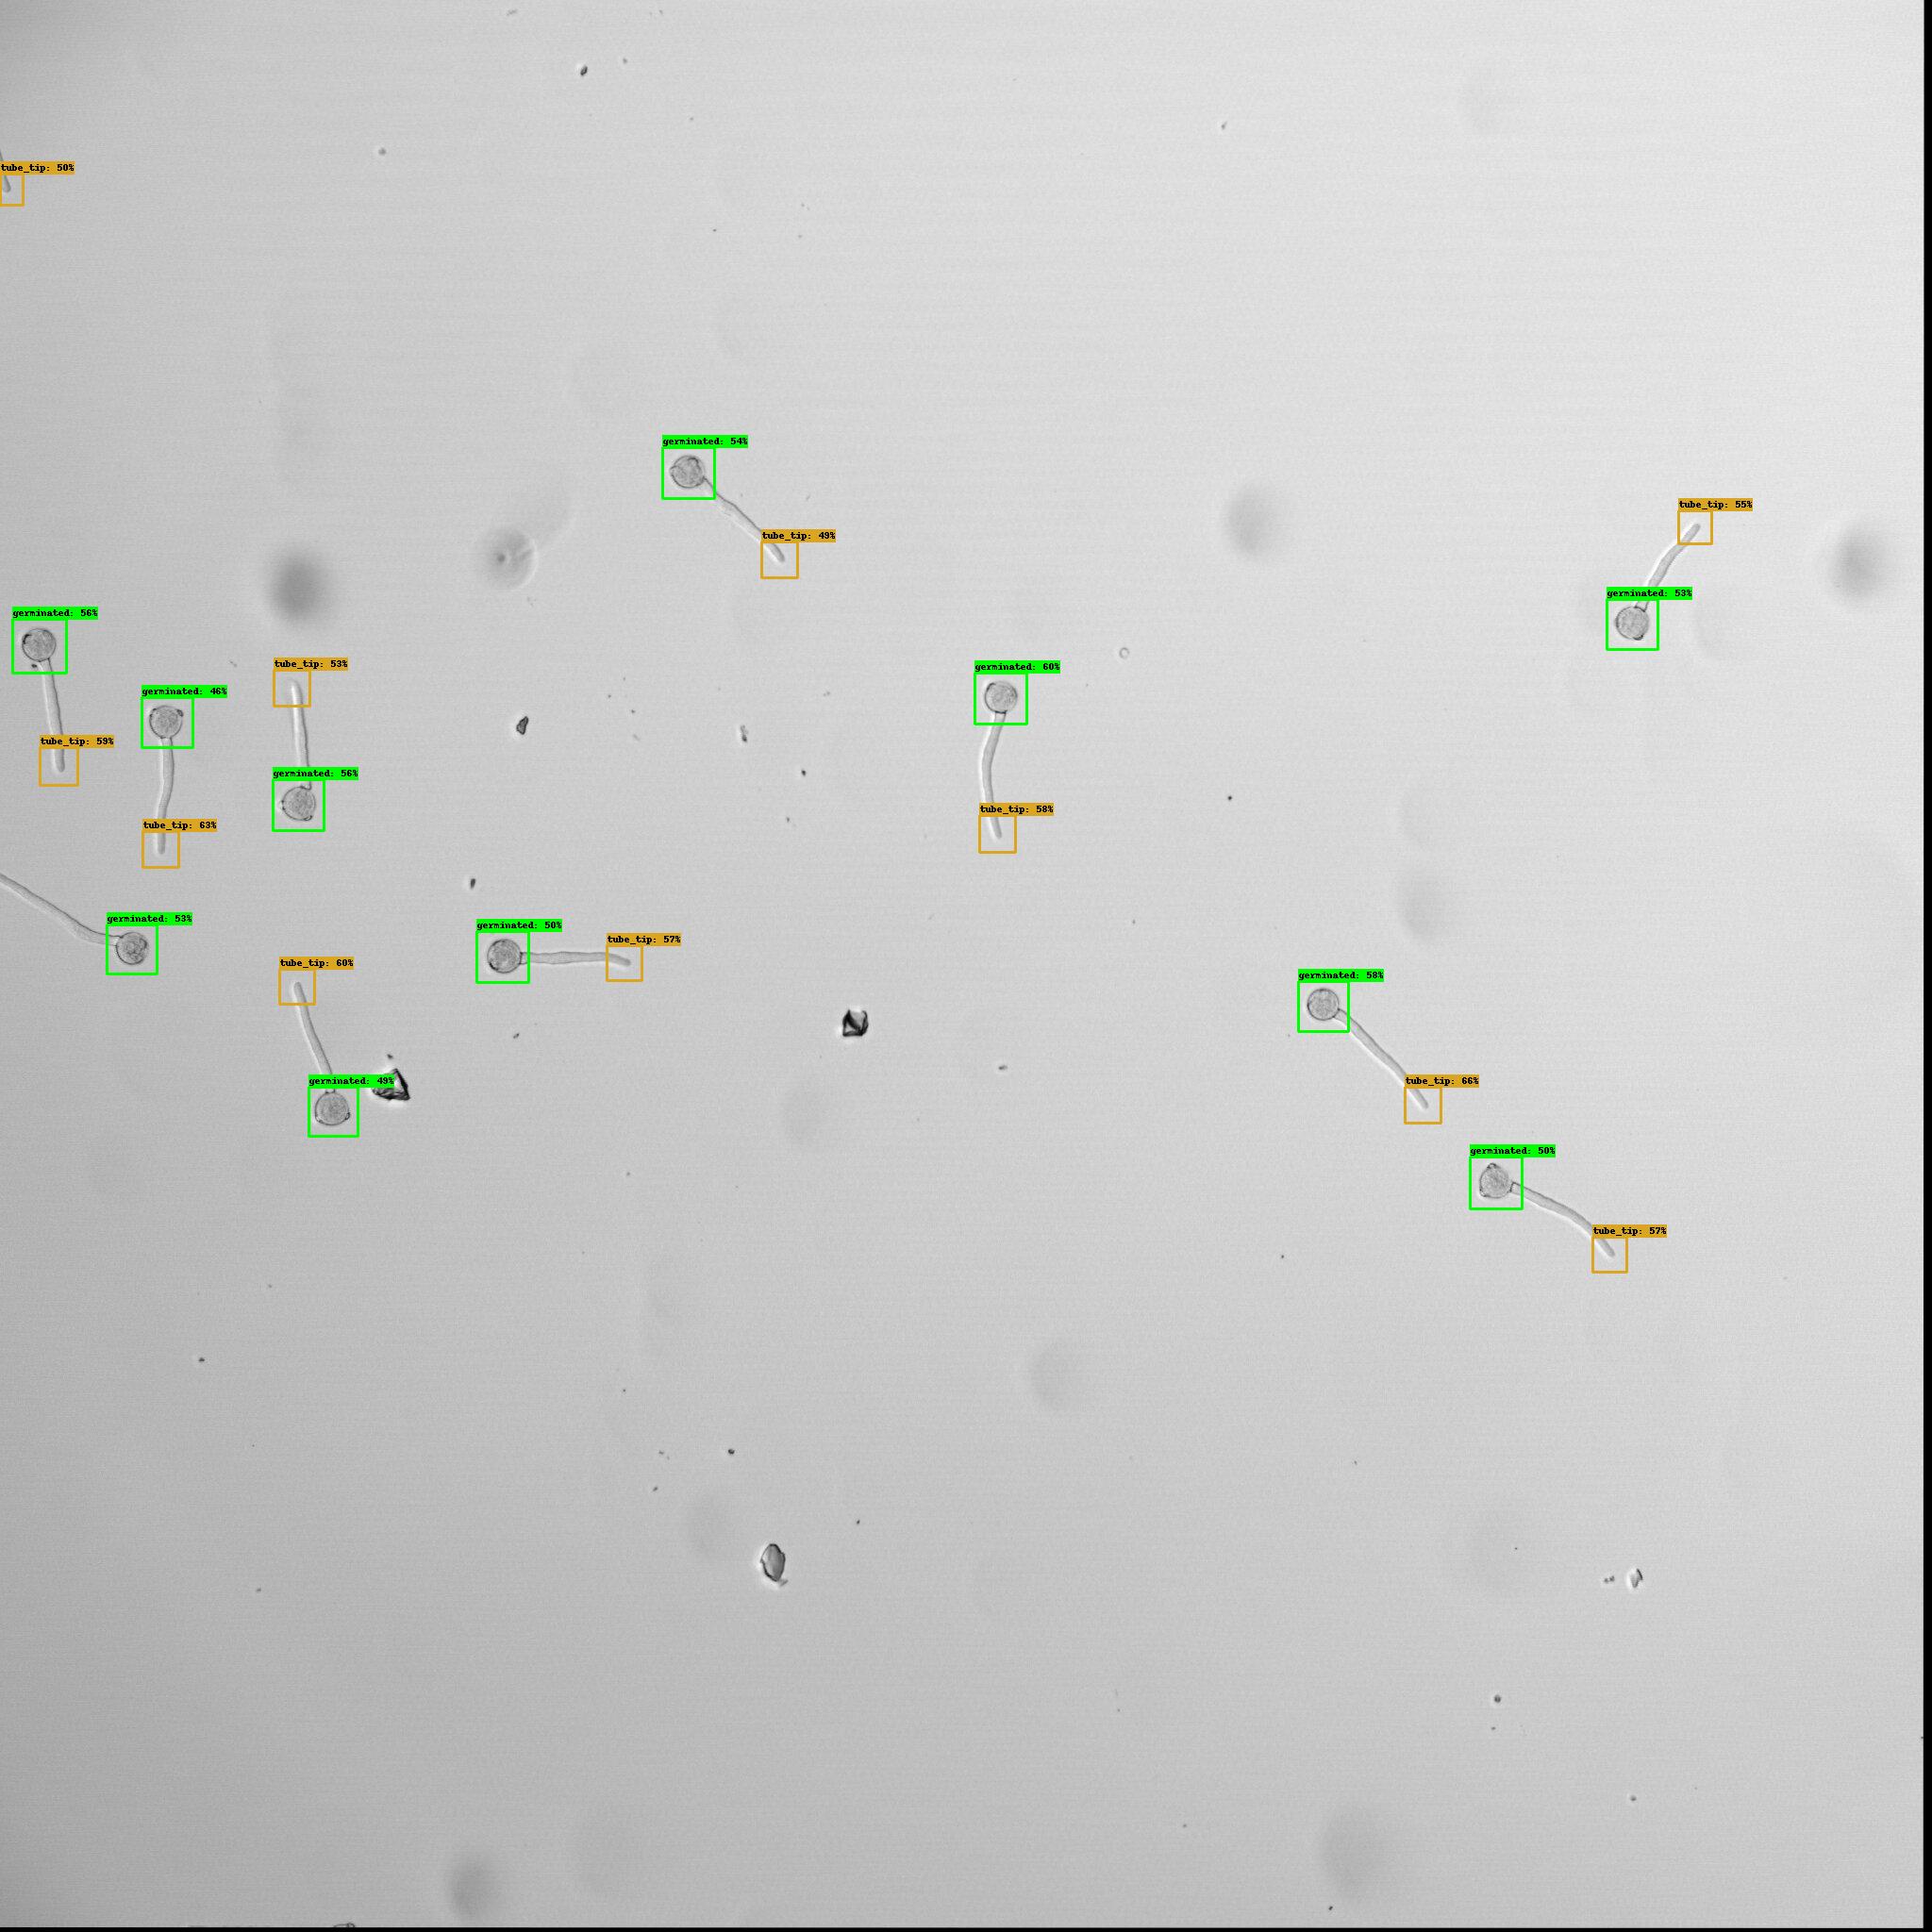 tube_tip: 50%
germinated: 54%
tube_tip: 49%
tube_tip: 55%
germinated: 53%
germinated: 56%
tube_tip: 53%
germinated: 60%
germinated: 46%
tube_tip: 59%
germinated: 56%
tube_tip: 58%
tube_tip: 63%
germinated: 53%
germinated: 50%
tube_tip: 57%
tube_tip: 60%
germinated: 58%
germinated: 49%
tube_tip: 66%
germinated: 50%
tube_tip: 57%